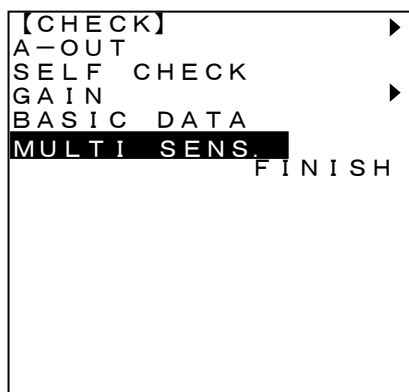 【CHECK】 ▶
A－OUT
SELF CHECK
GAIN ▶
BASIC DATA
MULTI SENS.
FINISH